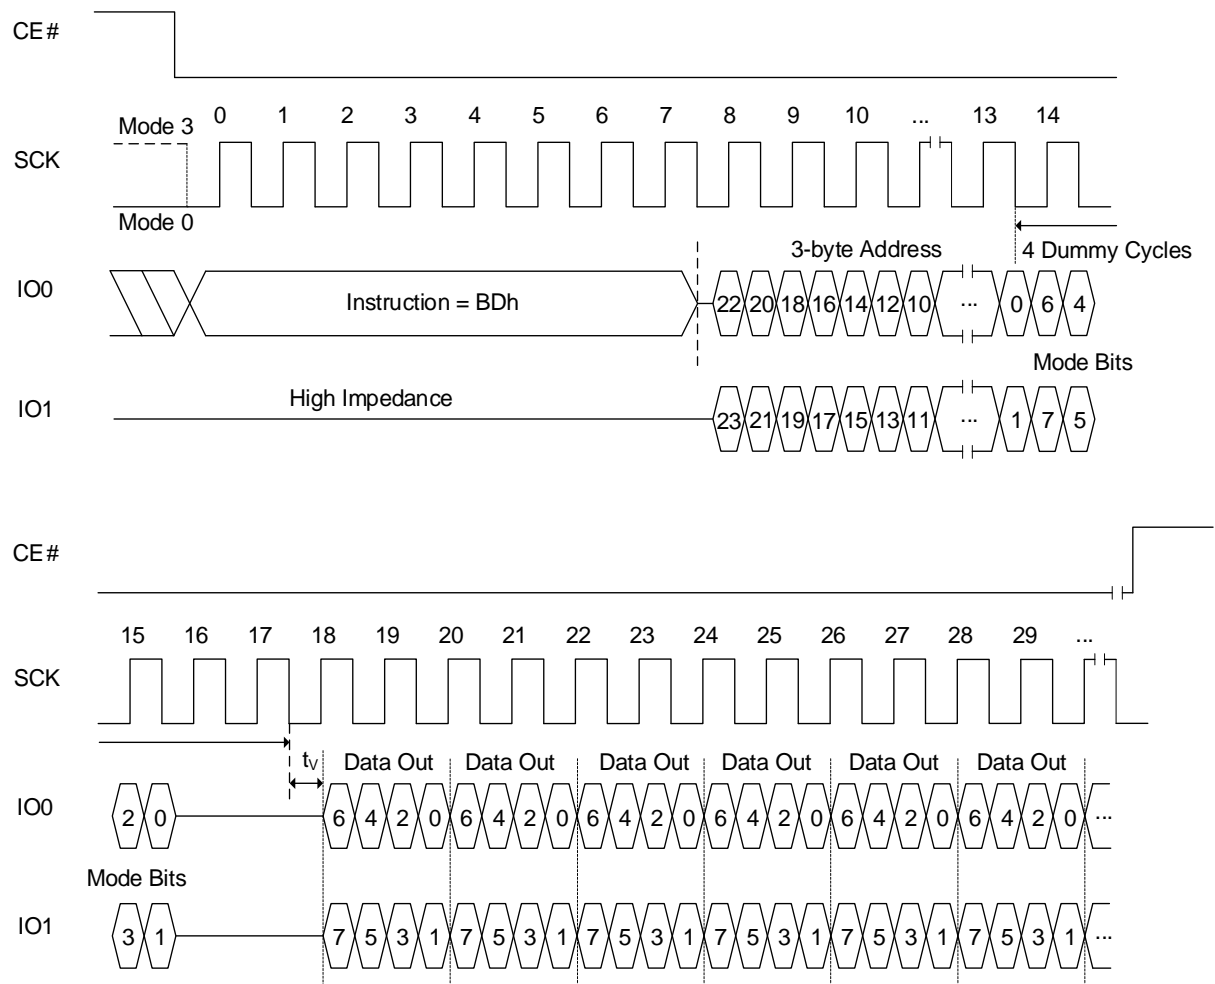 CE#
0 1 2 3 4 5 6 7 8 9 10 ... 13 14
Mode 3
SCK
Mode 0
3-byte Address 4 Dummy Cycles
IO0 Instruction = BDh 22 20 18 16 14 12 10 ... 0 6 4
Mode Bits
High Impedance
IO1 23 21 19 17 15 13 11 ... 1 7 5
CE#
15 16 17 18 19 20 21 22 23 24 25 26 27 28 29 ...
SCK
tV Data Out Data Out Data Out Data Out Data Out Data Out
IO0 2 0 6 4 2 0 6 4 2 0 6 4 2 0 6 4 2 0 6 4 2 0 6 4 2 0 ...
Mode Bits
IO1 3 1 7 5 3 1 7 5 3 1 7 5 3 1 7 5 3 1 7 5 3 1 7 5 3 1 ...